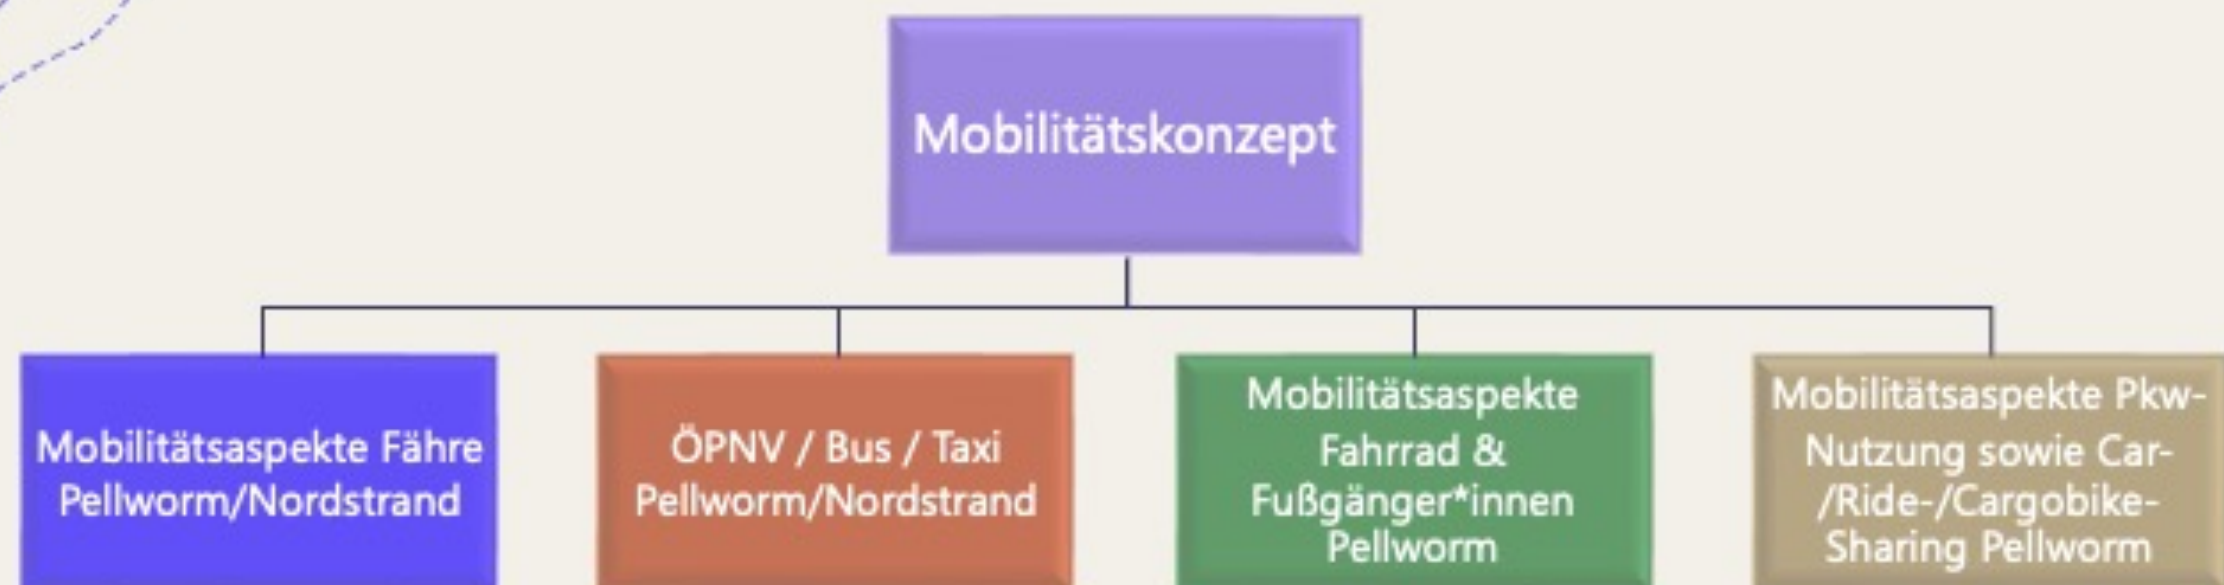 Mobilitätskonzept
Mobilitätsaspekte Fähre
Pellworm/Nordstrand
ÖPNV / Bus / Taxi
Pellworm/Nordstrand
Mobilitätsaspekte
Fahrrad &
Fußgänger*innen
Pellworm
Mobilitätsaspekte Pkw-
Nutzung sowie Car-
/Ride-/Cargobike-
Sharing Pellworm